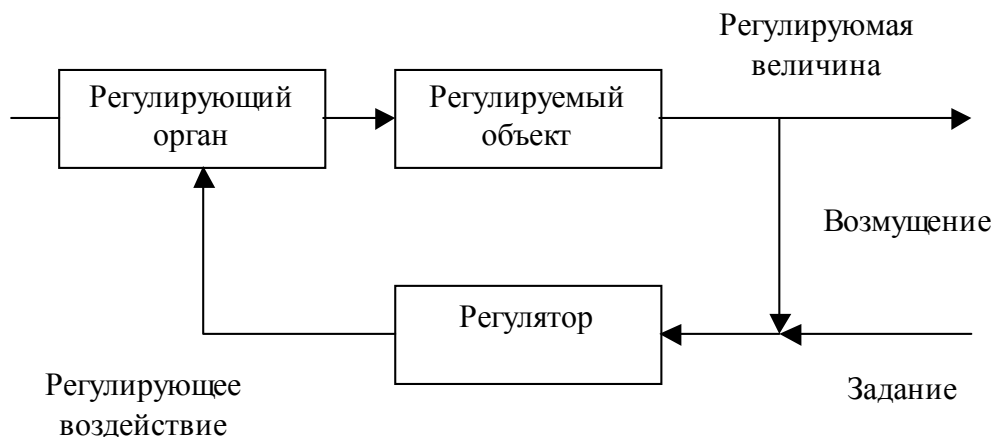 Регулируюмая
величина
Регулирующий
орган
Регулируемый
объект
Возмущение
Регулятор
Регулирующее
воздействие
Задание